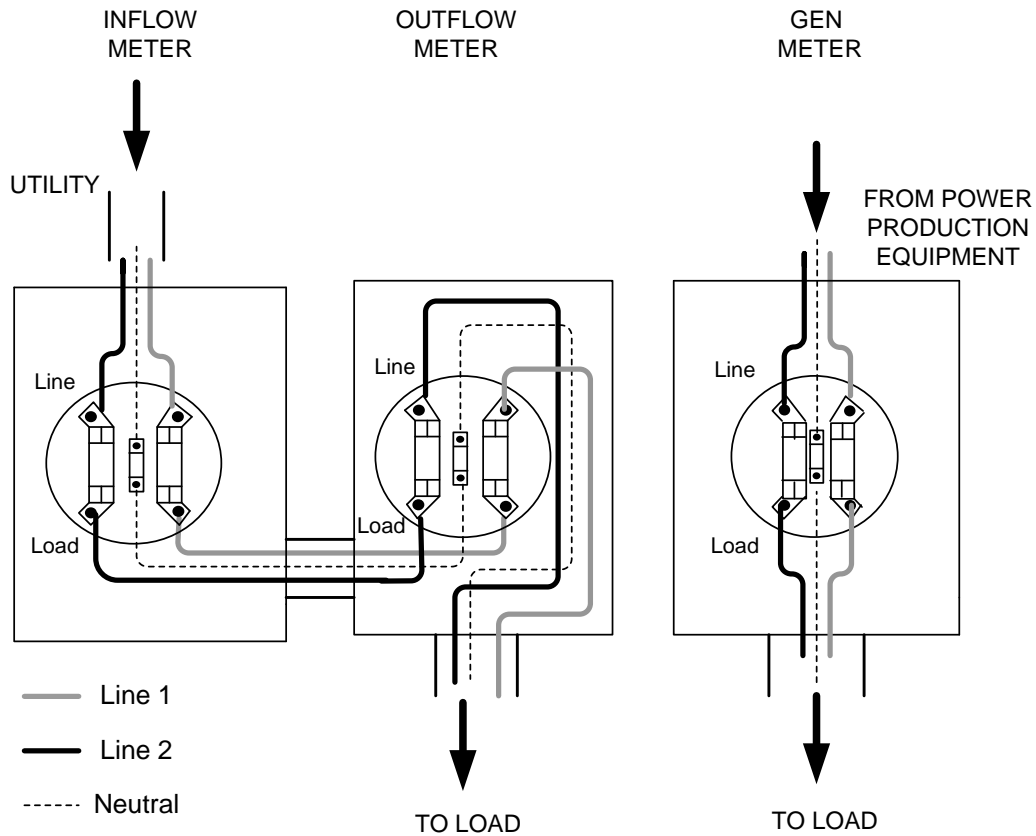 INFLOW
METER
OUTFLOW
METER
GEN
METER
UTILITY
FROM POWER
PRODUCTION
EQUIPMENT
Line
Load
Line
Load
Line
Load
Line 1
Line 2
Neutral
TO LOAD
TO LOAD